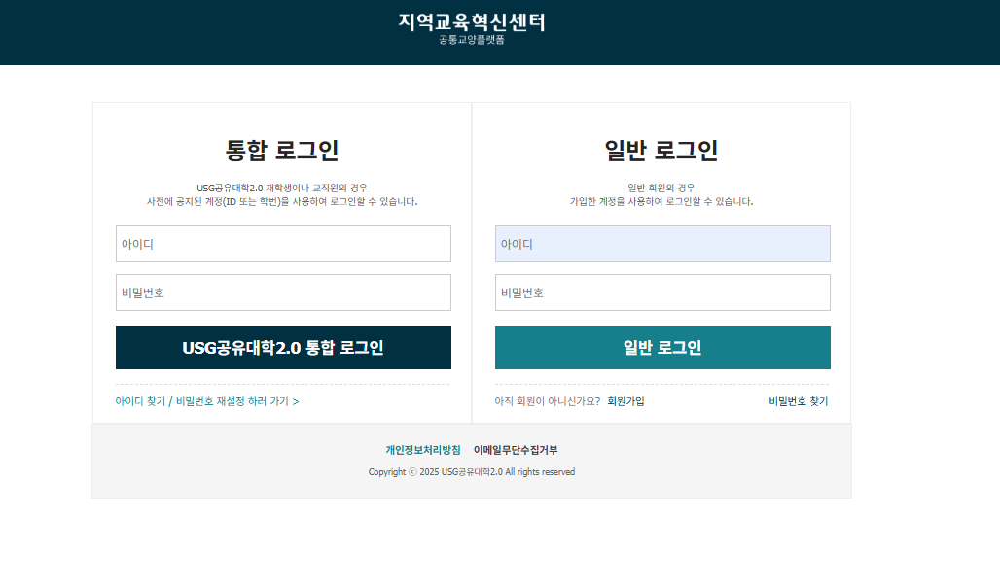 지역교육혁신센터
공통교양플랫폼
통합 로그인
USG공유대학2.0 재학생이나 교직원의 경우
사전에 공지된 계정(ID 또는 학번)을 사용하여 로그인할 수 있습니다.
아이디
비밀번호
USG공유대학2.0 통합 로그인
아이디 찾기 / 비밀번호 재설정 하러 가기 >
일반 로그인
일반 회원의 경우
가입한 계정을 사용하여 로그인할 수 있습니다.
아이디
비밀번호
일반 로그인
아직 회원이 아니신가요? 회원가입 비밀번호 찾기
개인정보처리방침 이메일무단수집거부
Copyright ⓒ 2025 USG공유대학2.0 All rights reserved